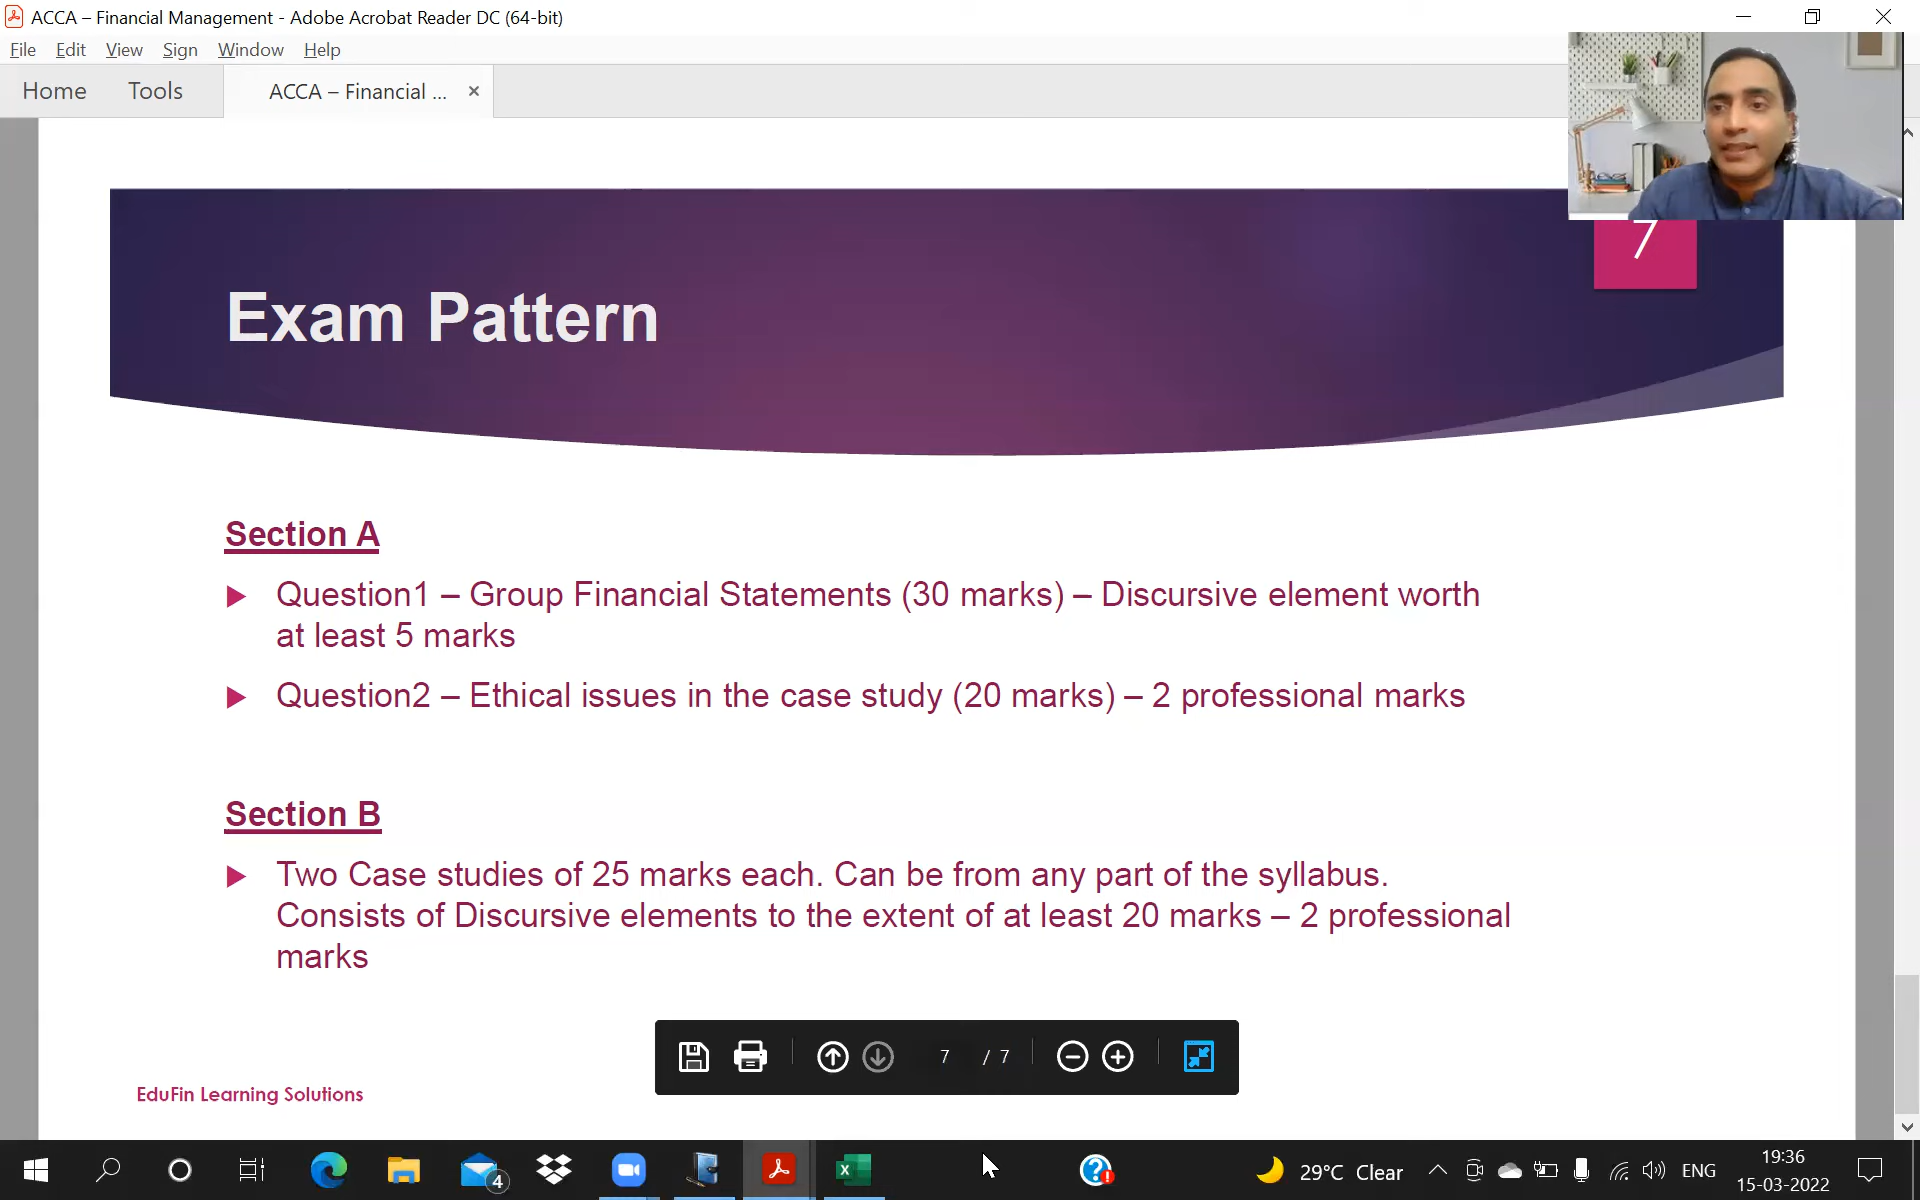 ACCA – Financial Management - Adobe Acrobat Reader DC (64-bit)
File Edit View Sign Window Help
Home Tools ACCA – Financial ...
7
Exam Pattern
Section A
Question1 – Group Financial Statements (30 marks) – Discursive element worth
at least 5 marks
Question2 – Ethical issues in the case study (20 marks) – 2 professional marks
Section B
Two Case studies of 25 marks each. Can be from any part of the syllabus.
Consists of Discursive elements to the extent of at least 20 marks – 2 professional
marks
7 / 7
EduFin Learning Solutions
4
29°C Clear
ENG
19:36
15-03-2022